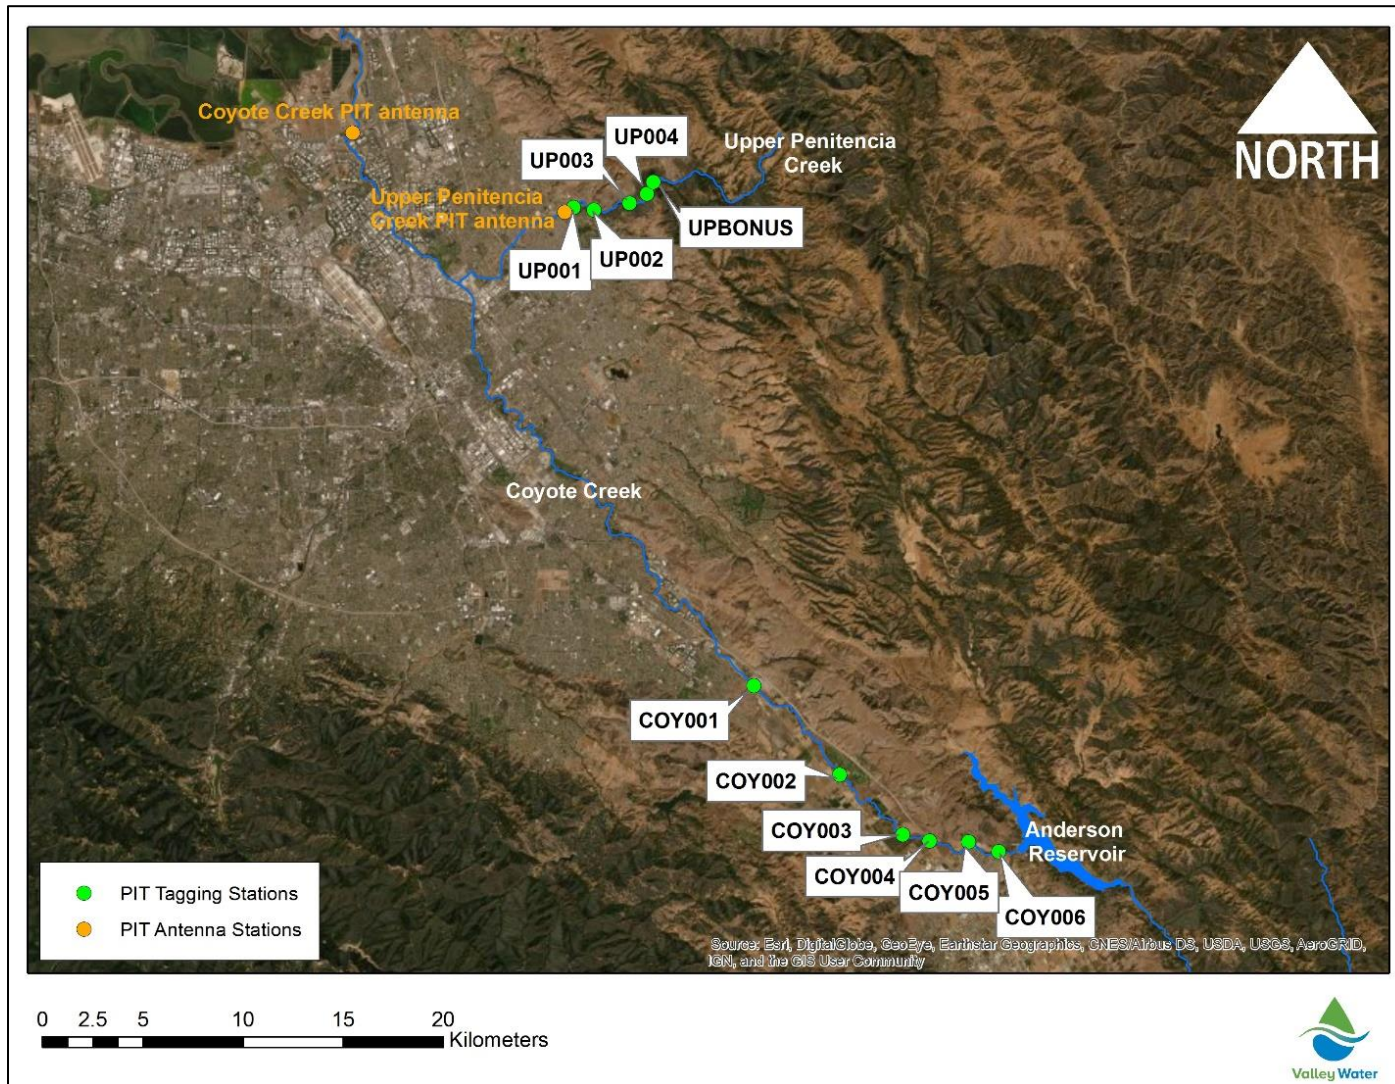 NORTH
Coyote Creek PIT antenna
UP004
UP003
Upper Penitencia
Creek
Upper Penitencia
Creek PIT antenna
UPBONUS
UP002
UP001
Coyote Creek
COY001
COY002
COY003
Anderson
Reservoir
COY004
COY005
COY006
PIT Tagging Stations
PIT Antenna Stations
Source: Esri, DigitalGlobe, GeoEye, Earthstar Geographics, CNES/Airbus DS, USDA, USGS, AeroGRID,
IGN, and the GIS User Community
0 2.5 5 10 15 20
Kilometers
Valley Water